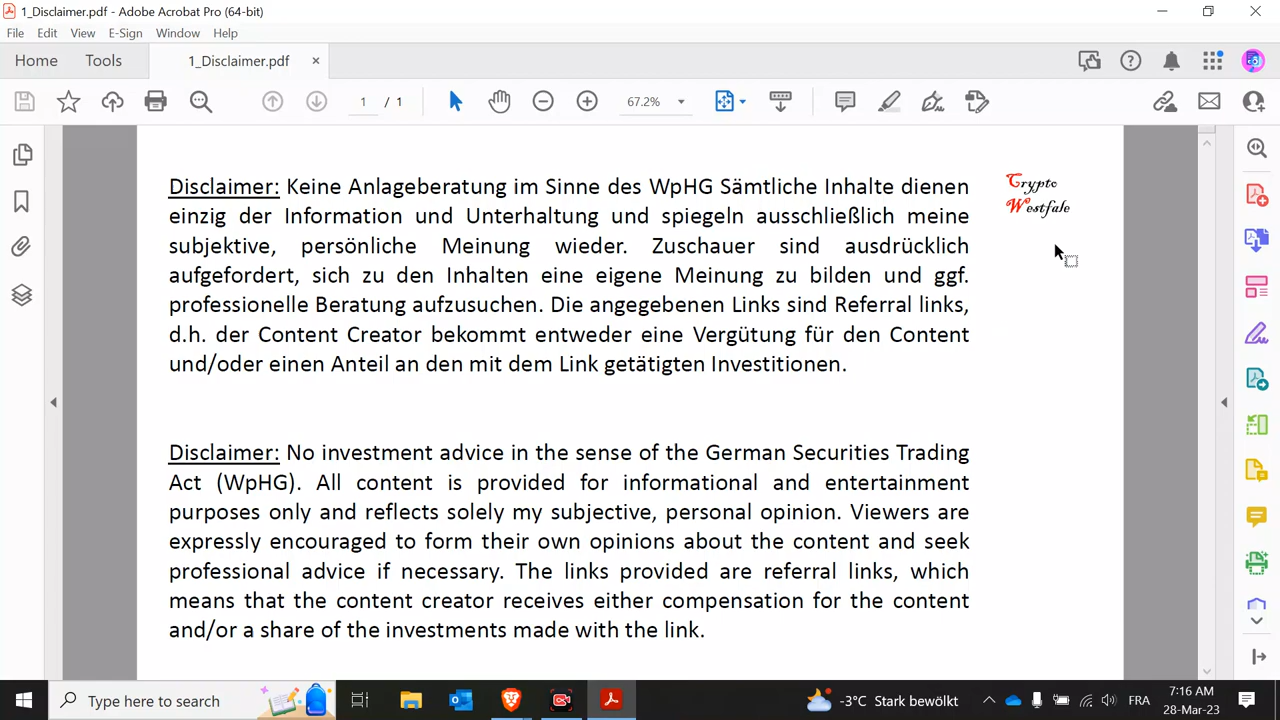 1_Disclaimer.pdf - Adobe Acrobat Pro (64-bit)
File Edit View E-Sign Window Help
Home Tools 1_Disclaimer.pdf ×
1 / 1 67.2%
Disclaimer: Keine Anlageberatung im Sinne des WpHG Sämtliche Inhalte dienen
einzig der Information und Unterhaltung und spiegeln ausschließlich meine
subjektive, persönliche Meinung wieder. Zuschauer sind ausdrücklich
aufgefordert, sich zu den Inhalten eine eigene Meinung zu bilden und ggf.
professionelle Beratung aufzusuchen. Die angegebenen Links sind Referral links,
d.h. der Content Creator bekommt entweder eine Vergütung für den Content
und/oder einen Anteil an den mit dem Link getätigten Investitionen.
Crypto
Westfale
Disclaimer: No investment advice in the sense of the German Securities Trading
Act (WpHG). All content is provided for informational and entertainment
purposes only and reflects solely my subjective, personal opinion. Viewers are
expressly encouraged to form their own opinions about the content and seek
professional advice if necessary. The links provided are referral links, which
means that the content creator receives either compensation for the content
and/or a share of the investments made with the link.
Type here to search
-3°C Stark bewölkt
FRA
7:16 AM
28-Mar-23